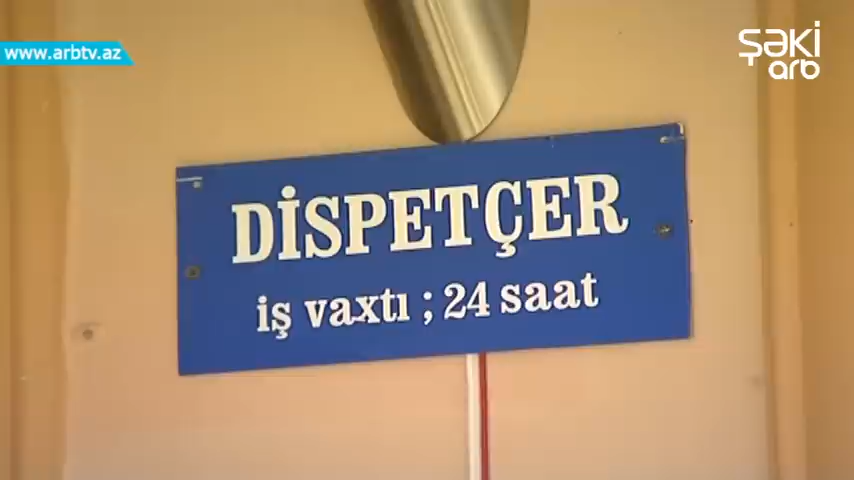 www.arbtv.az
şəki
arb
DİSPETÇER
iş vaxtı ; 24 saat